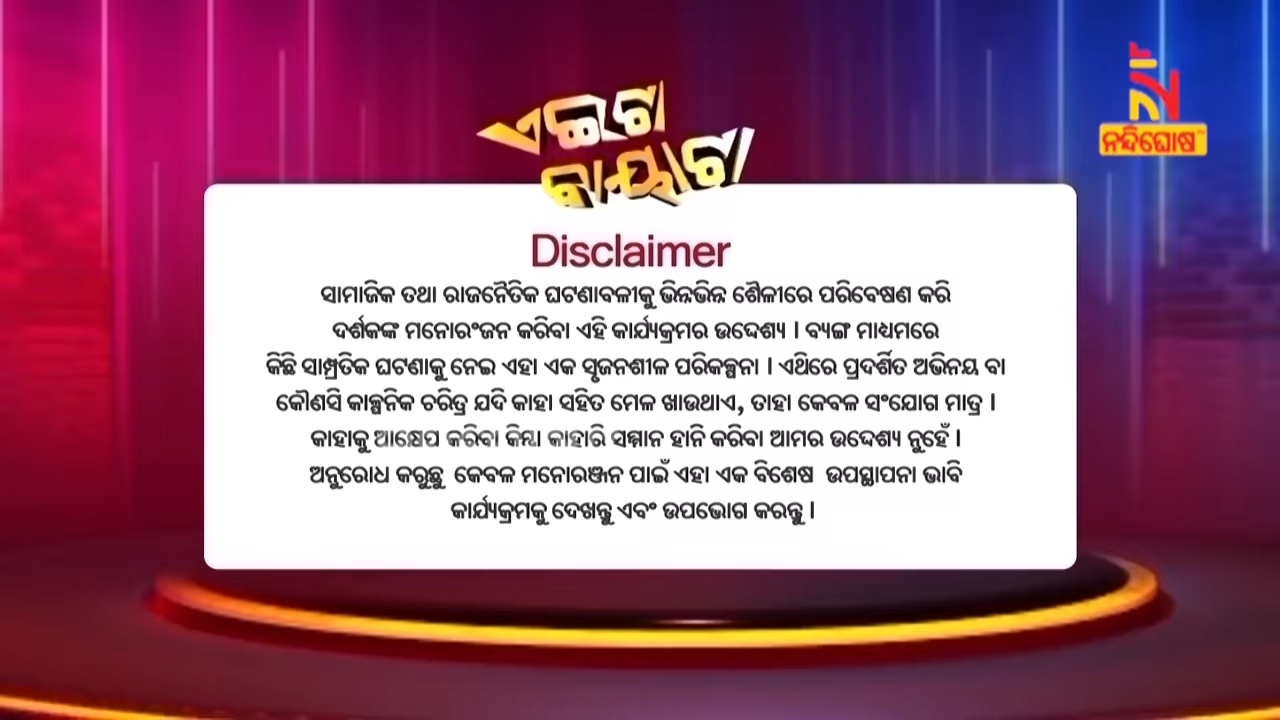 ଏଇଟା
କାୟାଟା
ନନ୍ଦିଘୋଷ
Disclaimer
ସାମାଜିକ ତଥା ରାଜନୈତିକ ଘଟଣାବଳୀକୁ ଭିନ୍ନଭିନ୍ନ ଶୈଳୀରେ ପରିବେଷଣ କରି
ଦର୍ଶକଙ୍କ ମନୋରଂଜନ କରିବା ଏହି କାର୍ଯ୍ୟକ୍ରମର ଉଦ୍ଦେଶ୍ୟ । ବ୍ୟଙ୍ଗ ମାଧ୍ୟମରେ
କିଛି ସାମ୍ପ୍ରତିକ ଘଟଣାକୁ ନେଇ ଏହା ଏକ ସୃଜନଶୀଳ ପରିକଳ୍ପନା । ଏଥିରେ ପ୍ରଦର୍ଶିତ ଅଭିନୟ ବା
କୌଣସି କାଳ୍ପନିକ ଚରିତ୍ର ଯଦି କାହା ସହିତ ମେଳ ଖାଉଥାଏ, ତାହା କେବଳ ସଂଯୋଗ ମାତ୍ର ।
କାହାକୁ ଆକ୍ଷେପ କରିବା କିମ୍ବା କାହାରି ସମ୍ମାନ ହାନି କରିବା ଆମର ଉଦ୍ଦେଶ୍ୟ ନୁହେଁ ।
ଅନୁରୋଧ କରୁଛୁ କେବଳ ମନୋରଞ୍ଜନ ପାଇଁ ଏହା ଏକ ବିଶେଷ ଉପସ୍ଥାପନା ଭାବି
କାର୍ଯ୍ୟକ୍ରମକୁ ଦେଖନ୍ତୁ ଏବଂ ଉପଭୋଗ କରନ୍ତୁ ।